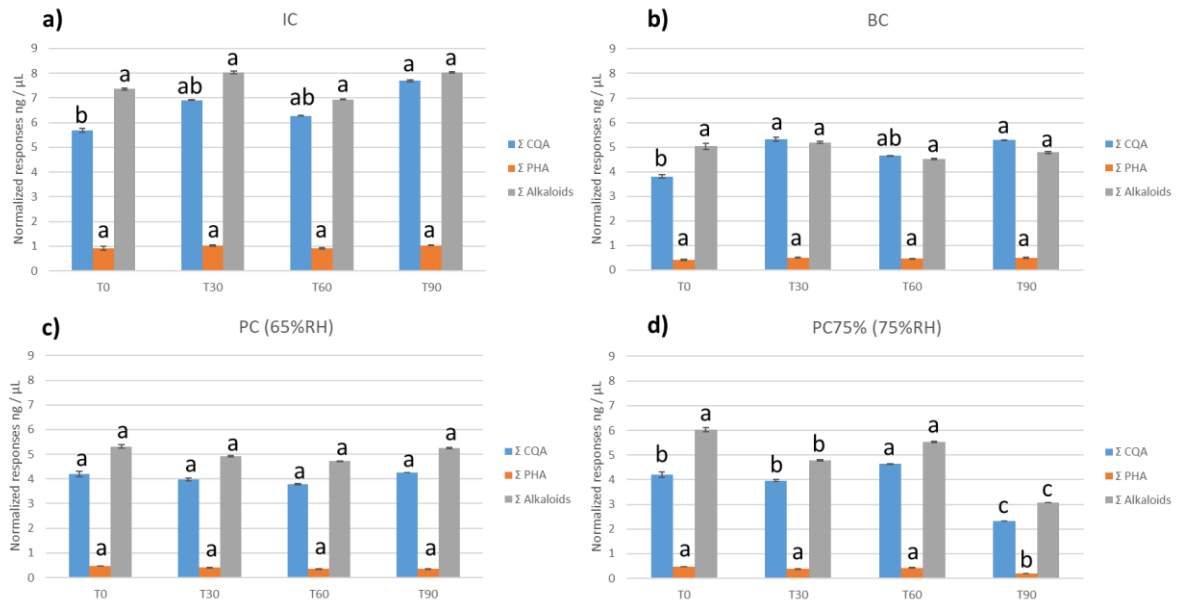 a)
IC
Normalized responses ng / µL
9
8
7
6
5
4
3
2
1
0
b
a
a
ab
a
a
ab
a
a
a
a
a
T0
T30
T60
T90
Σ CQA
Σ PHA
Σ Alkaloids
b)
BC
Normalized responses ng / µL
9
8
7
6
5
4
3
2
1
0
b
a
a
a
a
a
ab
a
a
a
a
a
T0
T30
T60
T90
Σ CQA
Σ PHA
Σ Alkaloids
c)
PC (65%RH)
Normalized responses ng / µL
9
8
7
6
5
4
3
2
1
0
a
a
a
a
a
a
a
a
a
a
a
a
T0
T30
T60
T90
Σ CQA
Σ PHA
Σ Alkaloids
d)
PC75% (75%RH)
Normalized responses ng / µL
9
8
7
6
5
4
3
2
1
0
b
a
a
b
a
b
a
a
a
c
b
c
T0
T30
T60
T90
Σ CQA
Σ PHA
Σ Alkaloids